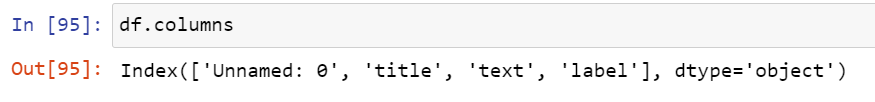 In [95]: df.columns
Out[95]: Index(['Unnamed: 0', 'title', 'text', 'label'], dtype='object')